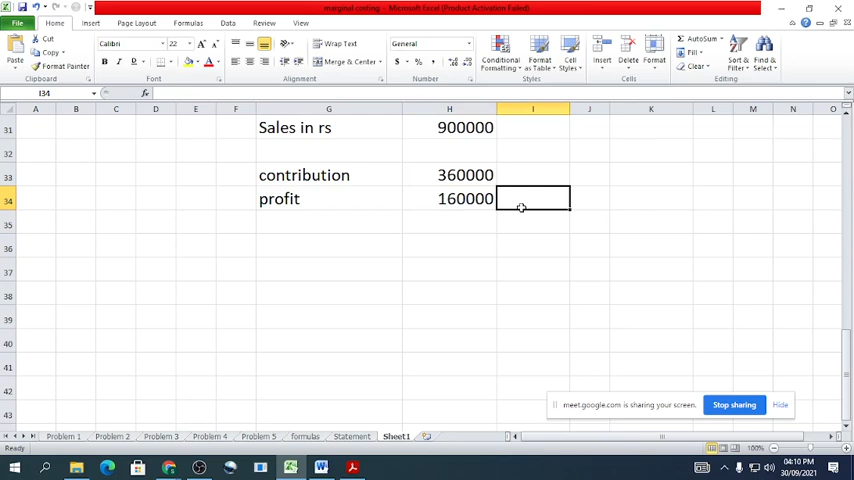 marginal costing - Microsoft Excel (Product Activation Failed)
File Home Insert Page Layout Formulas Data Review View
Cut Calibri 22 Wrap Text General AutoSum
Copy Fill
Paste Format Painter B I U Merge & Center $ % , Conditional Formatting Format as Table Cell Styles Insert Delete Format Clear Sort & Filter Find & Select
Clipboard Font Alignment Number Styles Cells Editing
I34 fx
A B C D E F G H I J K L M N O
31 Sales in rs 900000
32
33 contribution 360000
34 profit 160000
35
36
37
38
39
40
41
42
43
meet.google.com is sharing your screen. Stop sharing Hide
Problem 1 Problem 2 Problem 3 Problem 4 Problem 5 formulas Statement Sheet1
Ready 100%
04:10 PM
30/09/2021